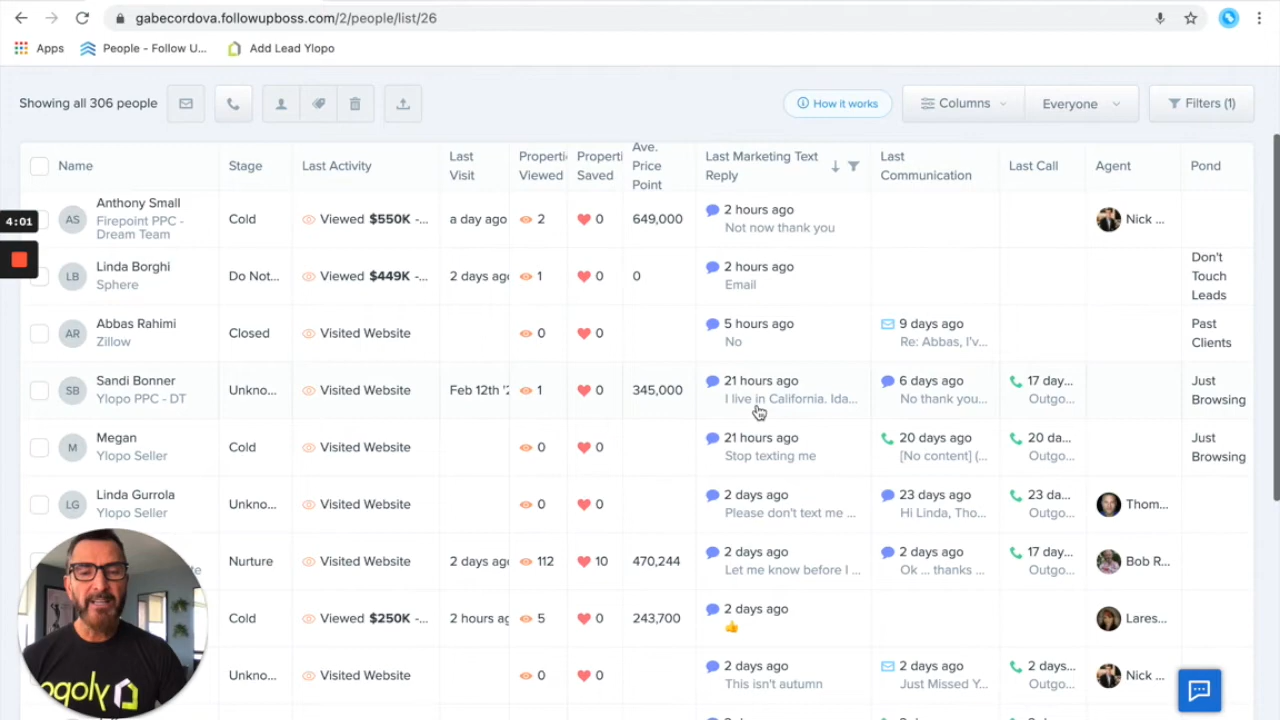 gabecordova.followupboss.com/2/people/list/26
Apps
People - Follow U...
Add Lead Ylopo
Showing all 306 people
How it works
Columns
Everyone
Filters (1)
Name
Stage
Last Activity
Last
Visit
Properti
Viewed
Properti
Saved
Ave.
Price
Point
Last Marketing Text
Reply
Last
Communication
Last Call
Agent
Pond
4:01
AS
Anthony Small
Firepoint PPC -
Dream Team
Cold
Viewed $550K -...
a day ago
2
0
649,000
2 hours ago
Not now thank you
Nick ...
LB
Linda Borghi
Sphere
Do Not...
Viewed $449K -...
2 days ago
1
0
0
2 hours ago
Email
Don't
Touch
Leads
AR
Abbas Rahimi
Zillow
Closed
Visited Website
0
0
5 hours ago
No
9 days ago
Re: Abbas, I'v...
Past
Clients
SB
Sandi Bonner
Ylopo PPC - DT
Unkno...
Visited Website
Feb 12th '2
1
0
345,000
21 hours ago
I live in California. Ida...
6 days ago
No thank you...
17 day...
Outgo...
Just
Browsing
M
Megan
Ylopo Seller
Cold
Visited Website
0
0
21 hours ago
Stop texting me
20 days ago
[No content] (...
20 da...
Outgo...
Just
Browsing
LG
Linda Gurrola
Ylopo Seller
Unkno...
Visited Website
0
0
2 days ago
Please don't text me ...
23 days ago
Hi Linda, Tho...
23 da...
Outgo...
Thom...
Nurture
Visited Website
2 days ago
112
10
470,244
2 days ago
Let me know before I ...
2 days ago
Ok ... thanks ...
17 day...
Outgo...
Bob R...
Cold
Viewed $250K -...
2 hours ag
5
0
243,700
2 days ago
👍
Lares...
Unkno...
Visited Website
0
0
2 days ago
This isn't autumn
2 days ago
Just Missed Y...
2 days...
Outgo...
Nick ...
ogoly